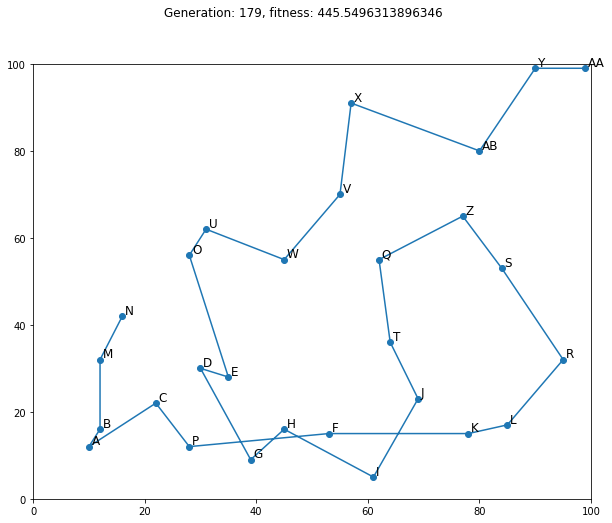 Generation: 179, fitness: 445.5496313896346
100
AA
Y
X
AB
80
V
Z
U
60
O
W
Q
S
N
40
T
M
R
D
E
20
C
J
B
H
F
K
L
A
P
G
I
0
0
20
40
60
80
100